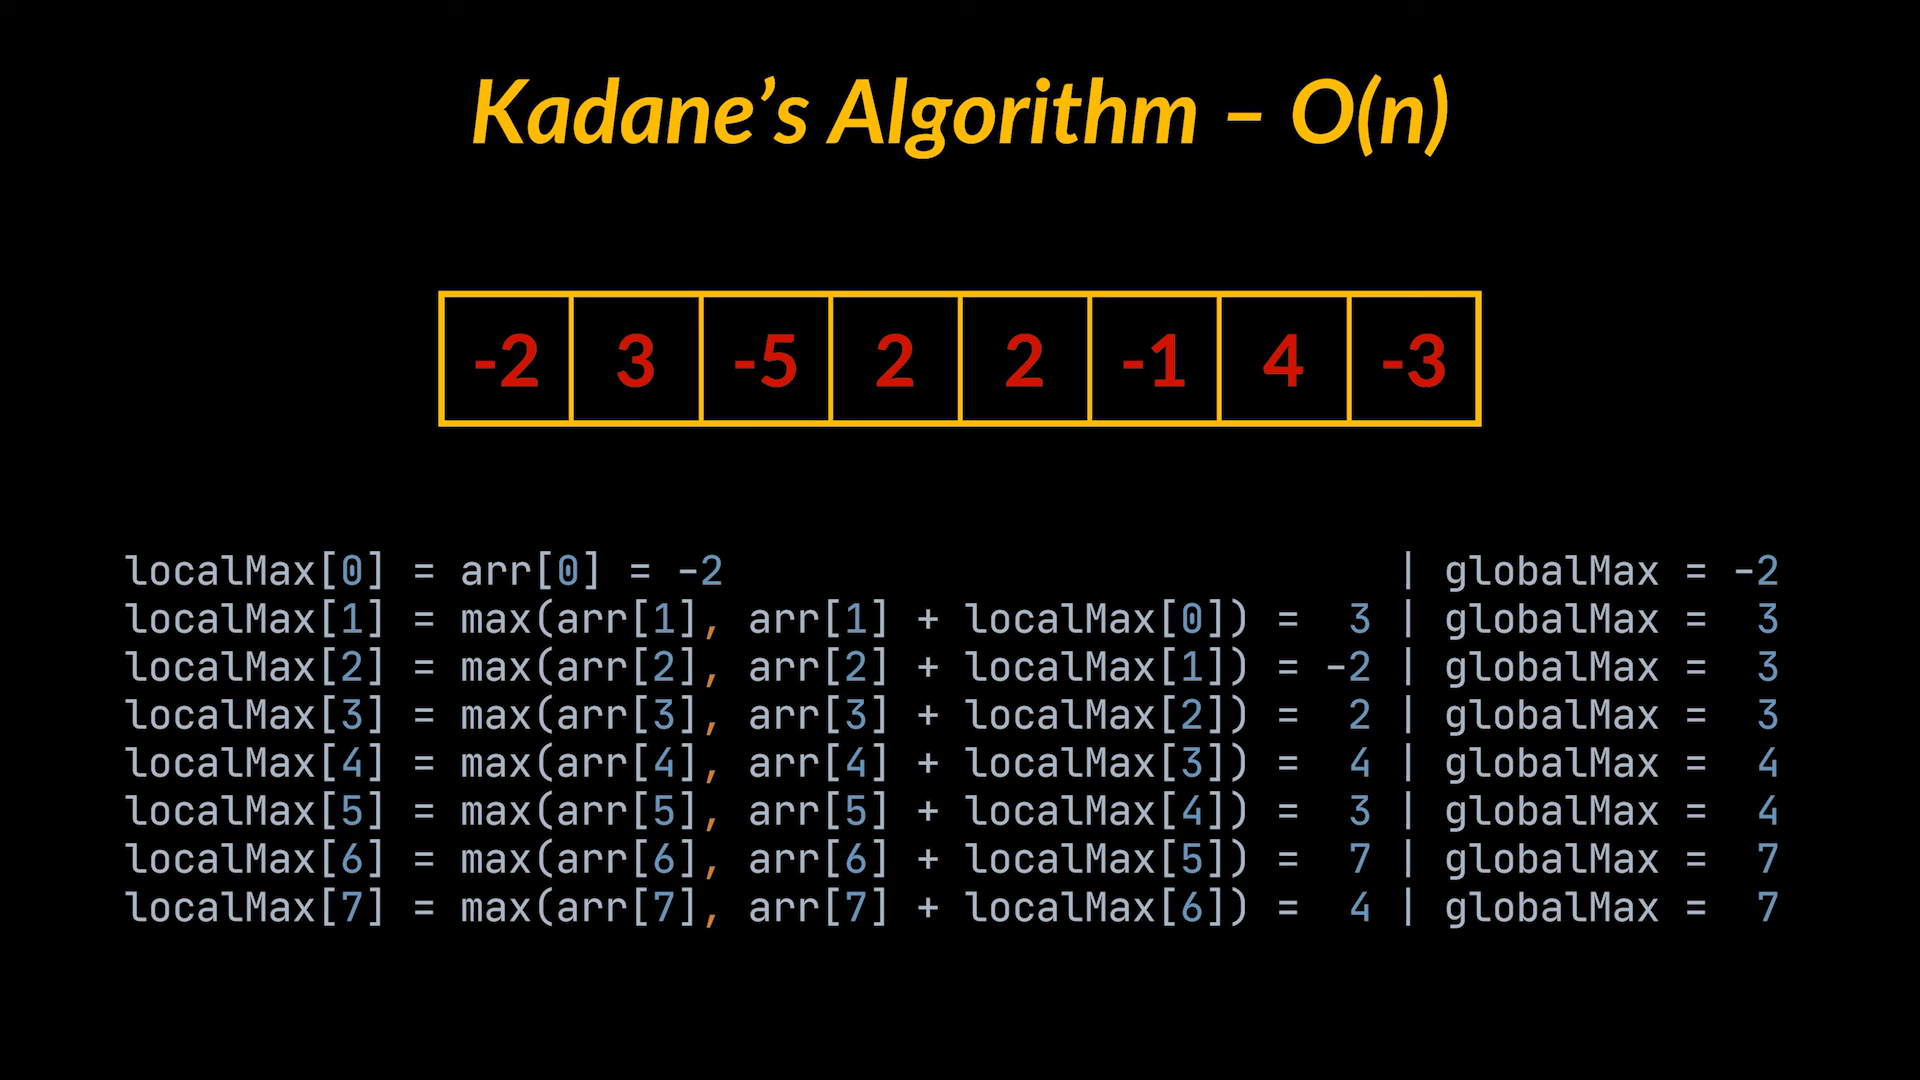 Kadane’s Algorithm – O(n)
-2 3 -5 2 2 -1 4 -3
localMax[0] = arr[0] = -2 | globalMax = -2
localMax[1] = max(arr[1], arr[1] + localMax[0]) = 3 | globalMax = 3
localMax[2] = max(arr[2], arr[2] + localMax[1]) = -2 | globalMax = 3
localMax[3] = max(arr[3], arr[3] + localMax[2]) = 2 | globalMax = 3
localMax[4] = max(arr[4], arr[4] + localMax[3]) = 4 | globalMax = 4
localMax[5] = max(arr[5], arr[5] + localMax[4]) = 3 | globalMax = 4
localMax[6] = max(arr[6], arr[6] + localMax[5]) = 7 | globalMax = 7
localMax[7] = max(arr[7], arr[7] + localMax[6]) = 4 | globalMax = 7